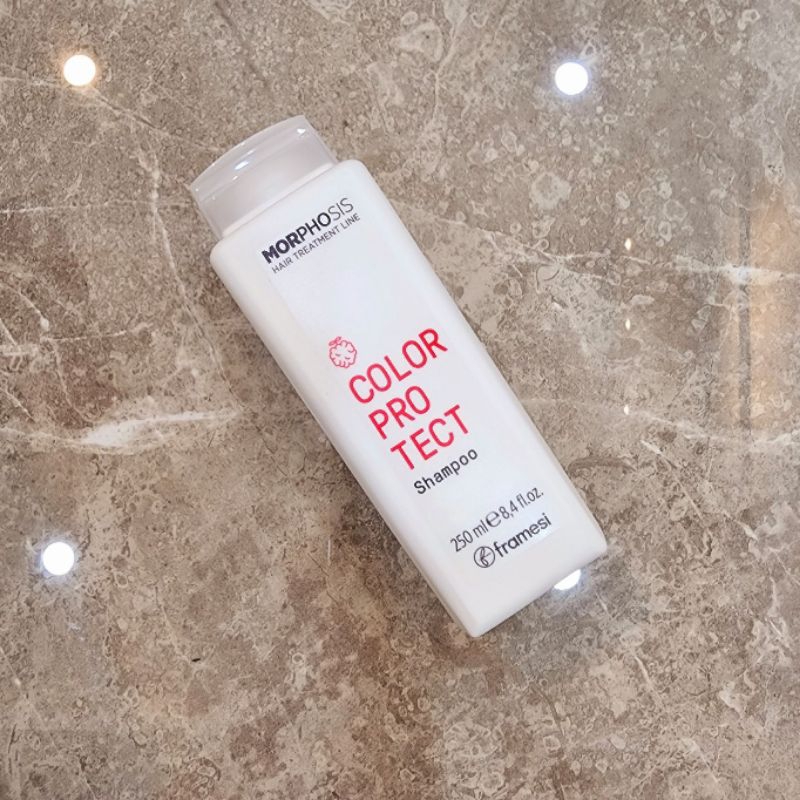 MORPHOSIS
HAIR TREATMENT LINE
COLOR
PRO
TECT
Shampoo
250 ml ℮ 8,4 fl.oz.
framesi